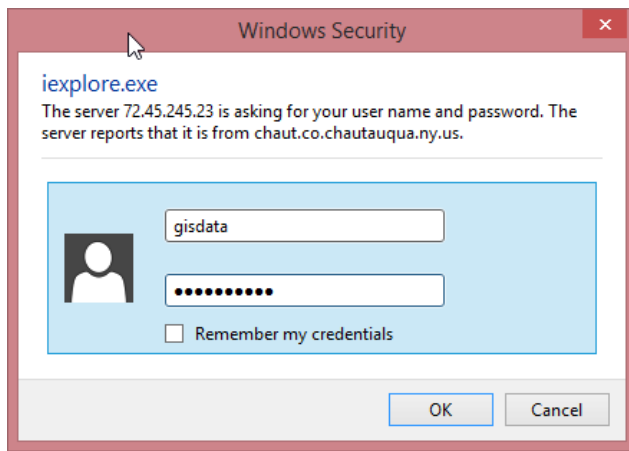 Windows Security
iexplore.exe
The server 72.45.245.23 is asking for your user name and password. The
server reports that it is from chaut.co.chautauqua.ny.us.
gisdata
●●●●●●●●●●
Remember my credentials
OK
Cancel